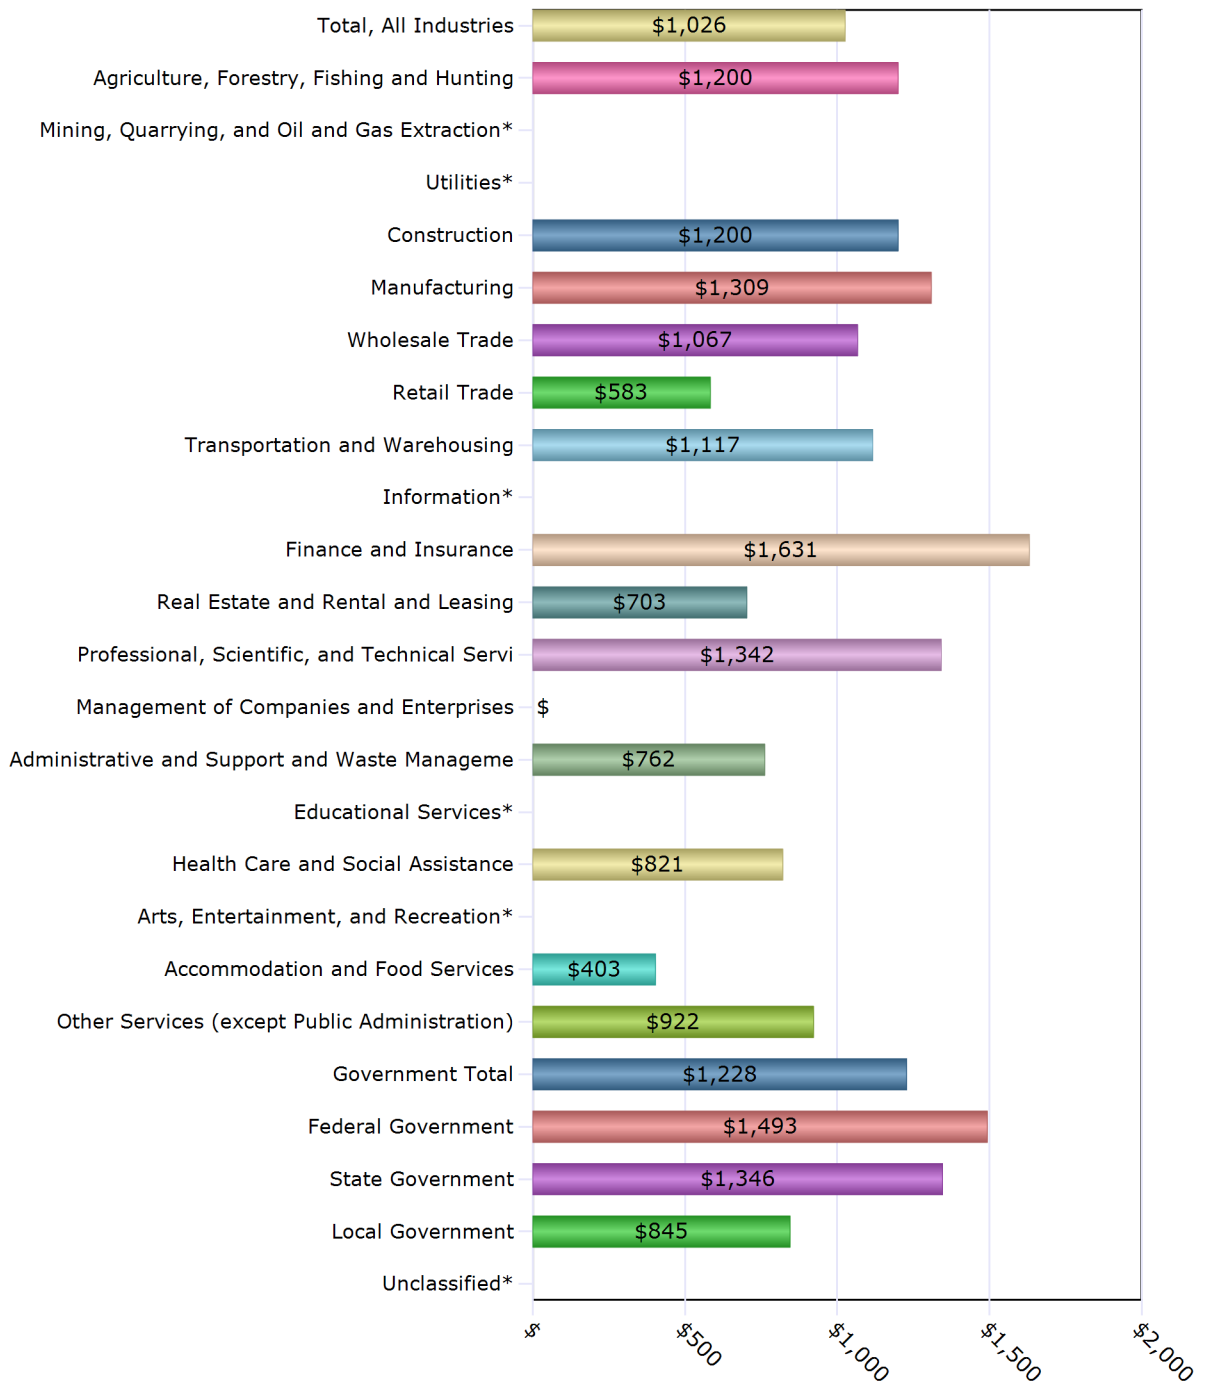 Total, All Industries $1,026
Agriculture, Forestry, Fishing and Hunting $1,200
Mining, Quarrying, and Oil and Gas Extraction*
Utilities*
Construction $1,200
Manufacturing $1,309
Wholesale Trade $1,067
Retail Trade $583
Transportation and Warehousing $1,117
Information*
Finance and Insurance $1,631
Real Estate and Rental and Leasing $703
Professional, Scientific, and Technical Servi $1,342
Management of Companies and Enterprises $
Administrative and Support and Waste Manageme $762
Educational Services*
Health Care and Social Assistance $821
Arts, Entertainment, and Recreation*
Accommodation and Food Services $403
Other Services (except Public Administration) $922
Government Total $1,228
Federal Government $1,493
State Government $1,346
Local Government $845
Unclassified*
$ $500 $1,000 $1,500 $2,000